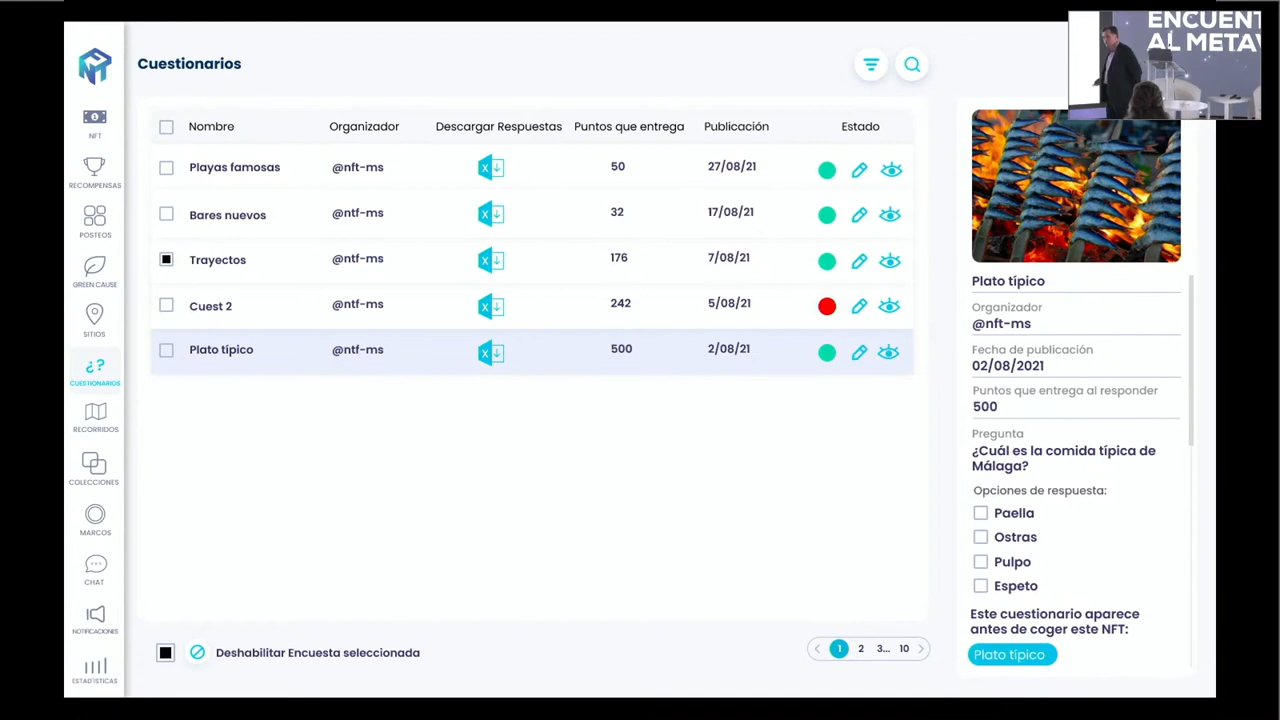 ENCUENT
AL METAV
Cuestionarios
NFT
RECOMPENSAS
POSTEOS
GREEN CAUSE
SITIOS
¿?
CUESTIONARIOS
RECORRIDOS
COLECCIONES
MARCOS
CHAT
NOTIFICACIONES
ESTADÍSTICAS
Nombre Organizador Descargar Respuestas Puntos que entrega Publicación Estado
Playas famosas @nft-ms X 50 27/08/21
Bares nuevos @ntf-ms X 32 17/08/21
Trayectos @ntf-ms X 176 7/08/21
Cuest 2 @ntf-ms X 242 5/08/21
Plato típico @ntf-ms X 500 2/08/21
Deshabilitar Encuesta seleccionada
1 2 3... 10
Plato típico
Organizador
@nft-ms
Fecha de publicación
02/08/2021
Puntos que entrega al responder
500
Pregunta
¿Cuál es la comida típica de
Málaga?
Opciones de respuesta:
Paella
Ostras
Pulpo
Espeto
Este cuestionario aparece
antes de coger este NFT:
Plato típico